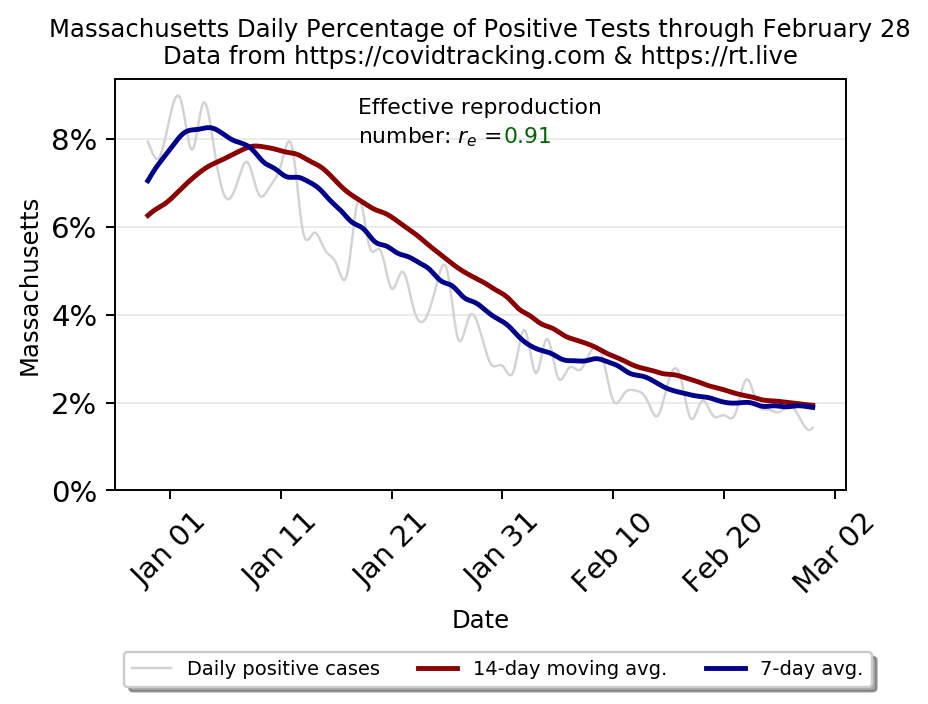 Massachusetts Daily Percentage of Positive Tests through February 28
Data from https://covidtracking.com & https://rt.live
Effective reproduction
number: rₑ =0.91
Massachusetts
8%
6%
4%
2%
0%
Jan 01
Jan 11
Jan 21
Jan 31
Feb 10
Feb 20
Mar 02
Date
Daily positive cases
14-day moving avg.
7-day avg.